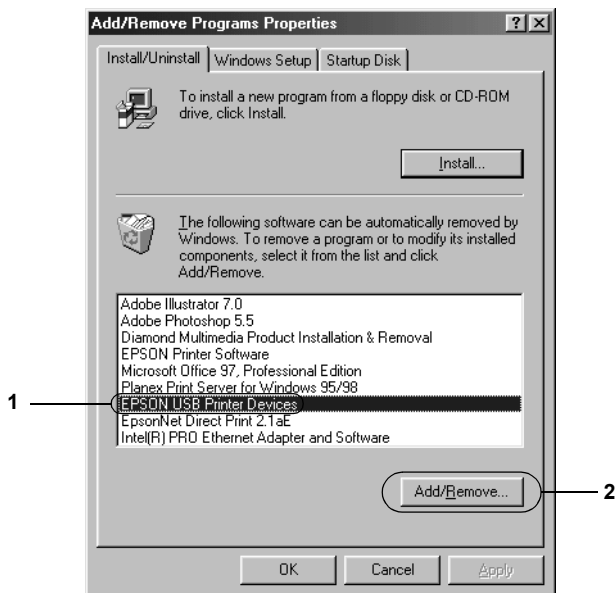 Add/Remove Programs Properties
Install/Uninstall Windows Setup Startup Disk
To install a new program from a floppy disk or CD-ROM
drive, click Install.
Install...
The following software can be automatically removed by
Windows. To remove a program or to modify its installed
components, select it from the list and click
Add/Remove.
Adobe Illustrator 7.0
Adobe Photoshop 5.5
Diamond Multimedia Product Installation & Removal
EPSON Printer Software
Microsoft Office 97, Professional Edition
Planex Print Server for Windows 95/98
1 EPSON USB Printer Devices
EpsonNet Direct Print 2.1aE
Intel(R) PRO Ethernet Adapter and Software
Add/Remove... 2
OK Cancel Apply